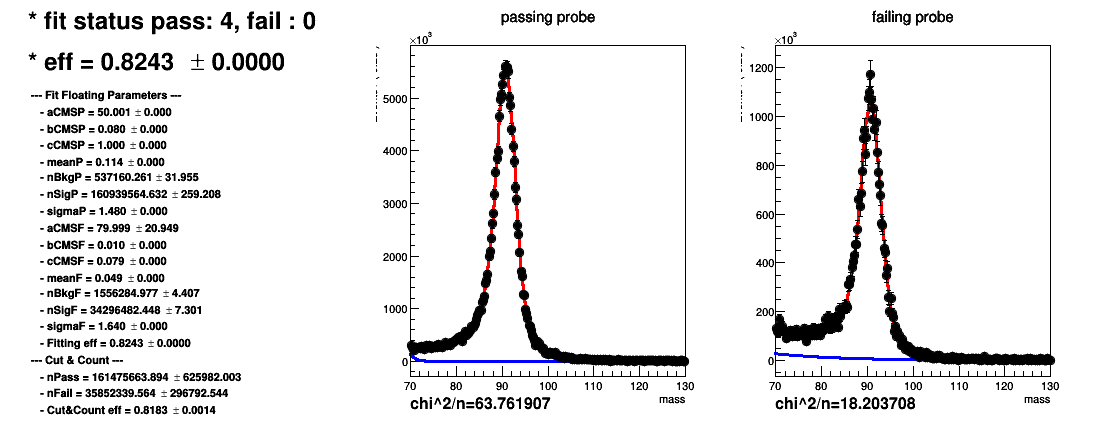 * fit status pass: 4, fail : 0
* eff = 0.8243 ± 0.0000
--- Fit Floating Parameters ---
- aCMSP = 50.001 ± 0.000
- bCMSP = 0.080 ± 0.000
- cCMSP = 1.000 ± 0.000
- meanP = 0.114 ± 0.000
- nBkgP = 537160.261 ± 31.955
- nSigP = 160939564.632 ± 259.208
- sigmaP = 1.480 ± 0.000
- aCMSF = 79.999 ± 20.949
- bCMSF = 0.010 ± 0.000
- cCMSF = 0.079 ± 0.000
- meanF = 0.049 ± 0.000
- nBkgF = 1556284.977 ± 4.407
- nSigF = 34296482.448 ± 7.301
- sigmaF = 1.640 ± 0.000
- Fitting eff = 0.8243 ± 0.0000
--- Cut & Count ---
- nPass = 161475663.894 ± 625982.003
- nFail = 35852339.564 ± 296792.544
- Cut&Count eff = 0.8183 ± 0.0014
passing probe
×10³
5000
4000
3000
2000
1000
0
70 80 90 100 110 120 130
mass
chi^2/n=63.761907
failing probe
×10³
1200
1000
800
600
400
200
0
70 80 90 100 110 120 130
mass
chi^2/n=18.203708